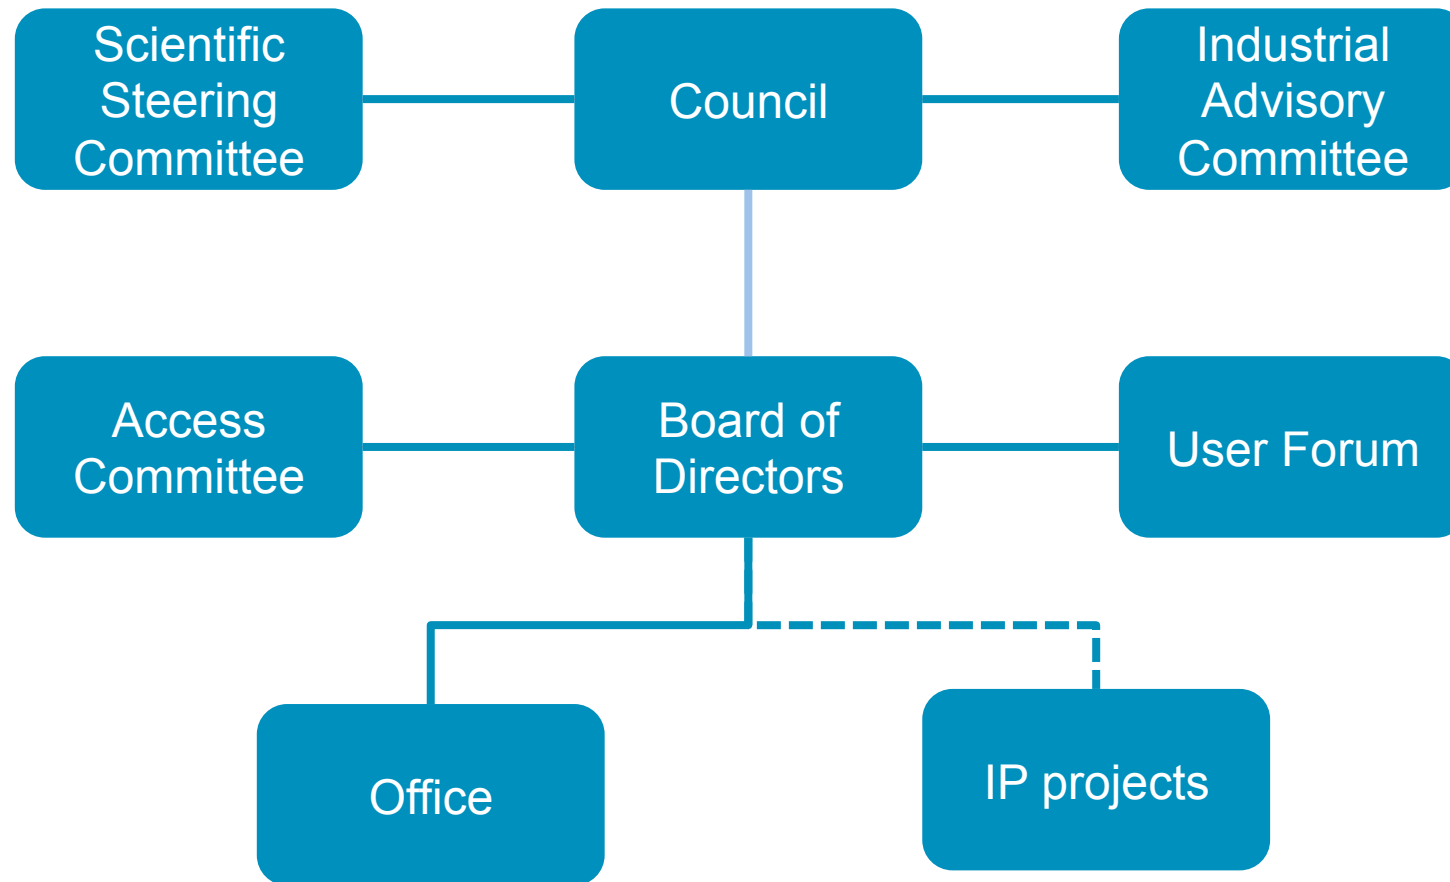 Scientific
Steering
Committee
Council
Industrial
Advisory
Committee
Access
Committee
Board of
Directors
User Forum
Office
IP projects